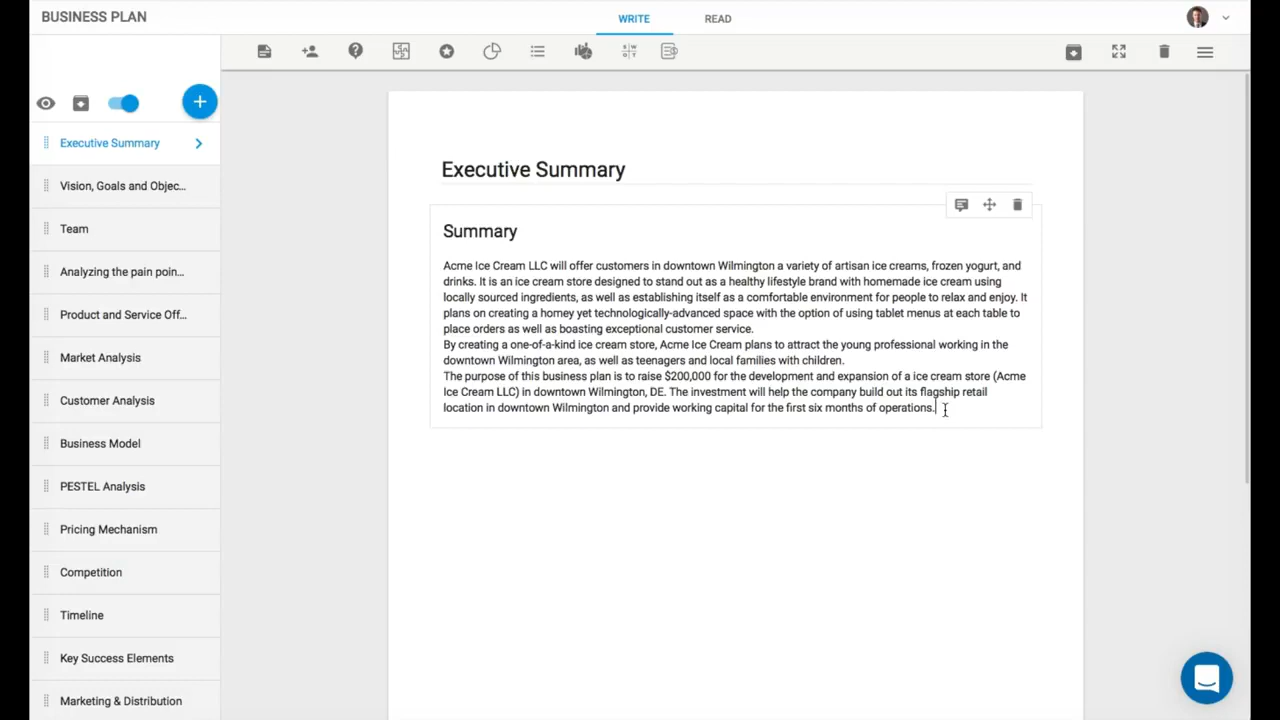 BUSINESS PLAN
WRITE
READ
S W
O T
Executive Summary
Vision, Goals and Objec...
Team
Analyzing the pain poin...
Product and Service Off...
Market Analysis
Customer Analysis
Business Model
PESTEL Analysis
Pricing Mechanism
Competition
Timeline
Key Success Elements
Marketing & Distribution
Executive Summary
Summary
Acme Ice Cream LLC will offer customers in downtown Wilmington a variety of artisan ice creams, frozen yogurt, and
drinks. It is an ice cream store designed to stand out as a healthy lifestyle brand with homemade ice cream using
locally sourced ingredients, as well as establishing itself as a comfortable environment for people to relax and enjoy. It
plans on creating a homey yet technologically-advanced space with the option of using tablet menus at each table to
place orders as well as boasting exceptional customer service.
By creating a one-of-a-kind ice cream store, Acme Ice Cream plans to attract the young professional working in the
downtown Wilmington area, as well as teenagers and local families with children.
The purpose of this business plan is to raise $200,000 for the development and expansion of a ice cream store (Acme
Ice Cream LLC) in downtown Wilmington, DE. The investment will help the company build out its flagship retail
location in downtown Wilmington and provide working capital for the first six months of operations.